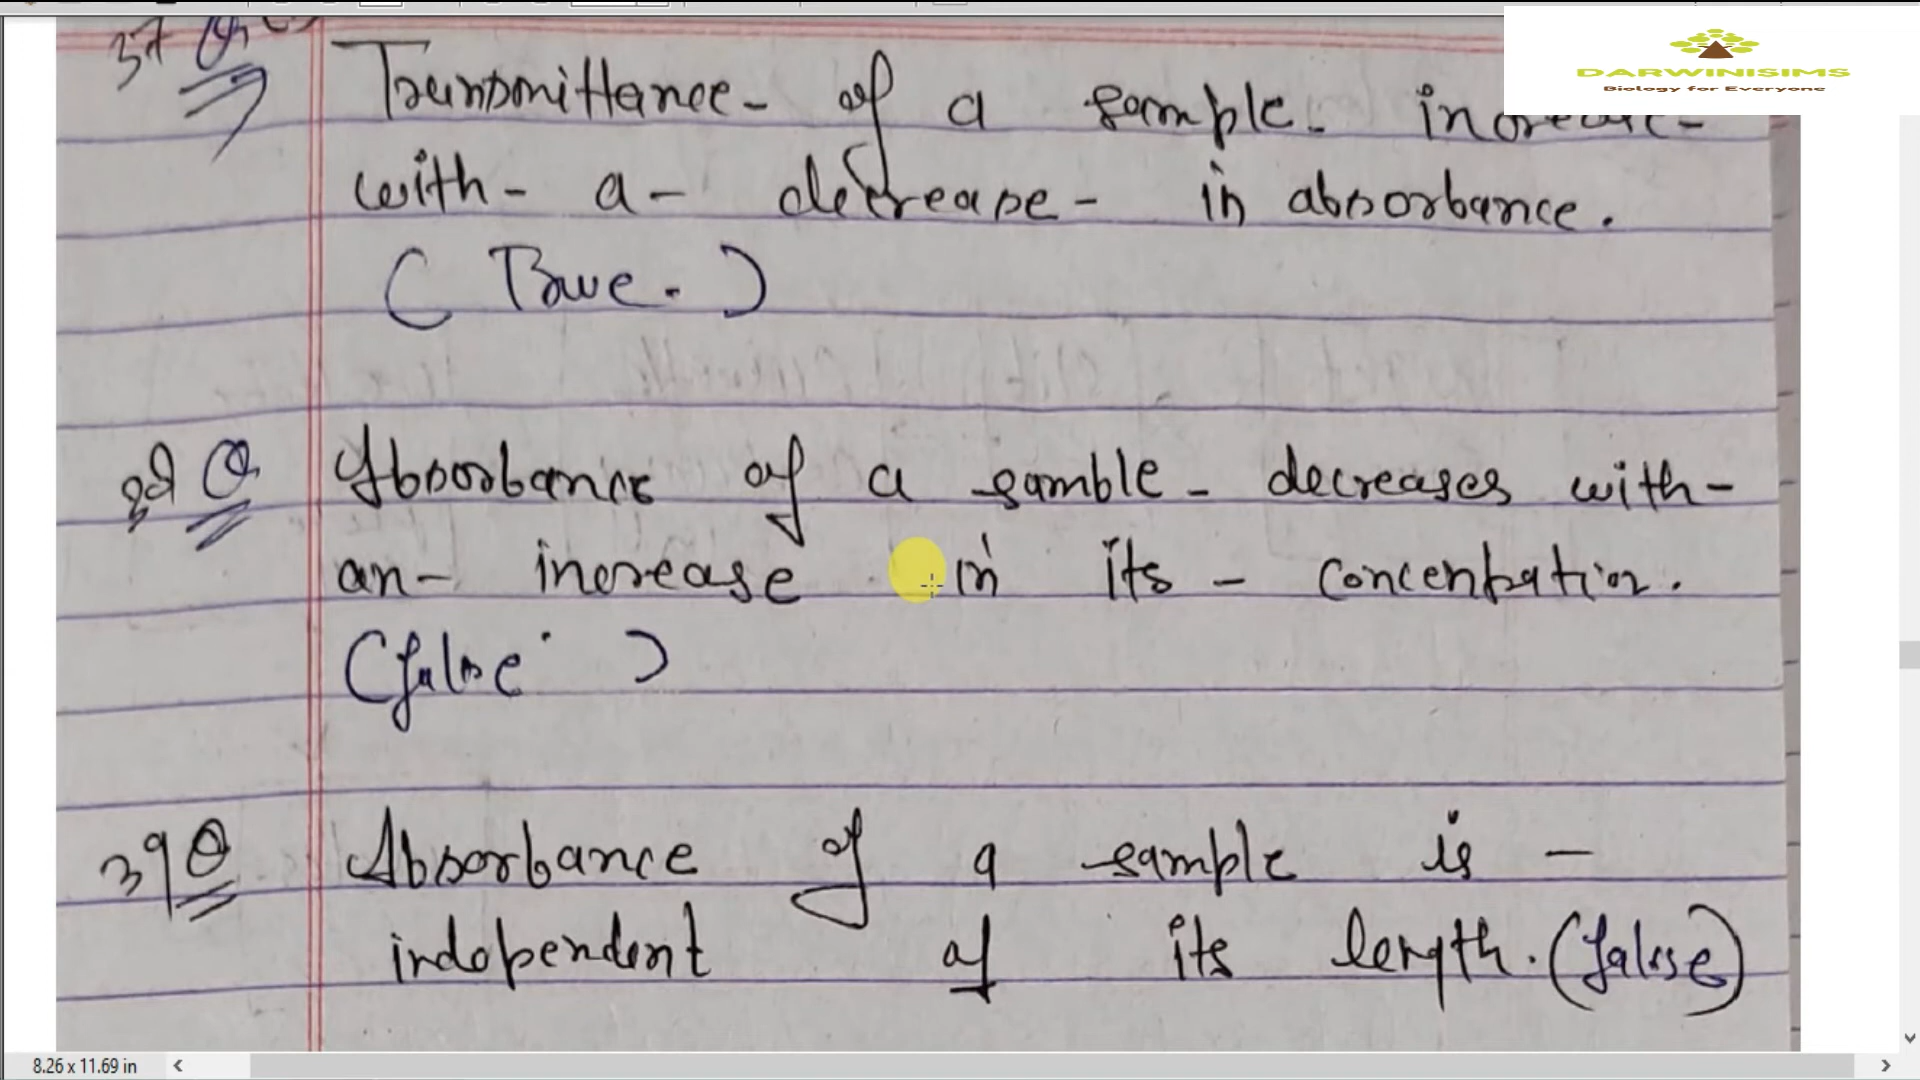 37 Q
Transmittance - of a sample - increase -
with - a - decrease - in absorbance.
( True. )
38 Q Absorbance of a samble - decreases with -
an - increase in its - concentration.
(false )
39 Q Absorbance of a sample is -
independent of its length. (false)
DARWINISIMS
Biology for Everyone
8.26 x 11.69 in